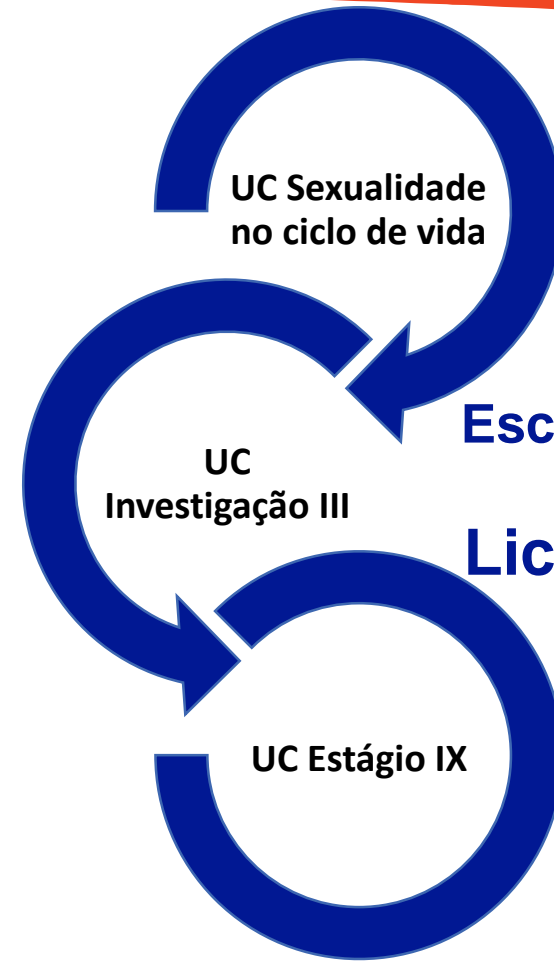 UC Sexualidade
no ciclo de vida
Esc
UC
Investigação III
Lic
UC Estágio IX